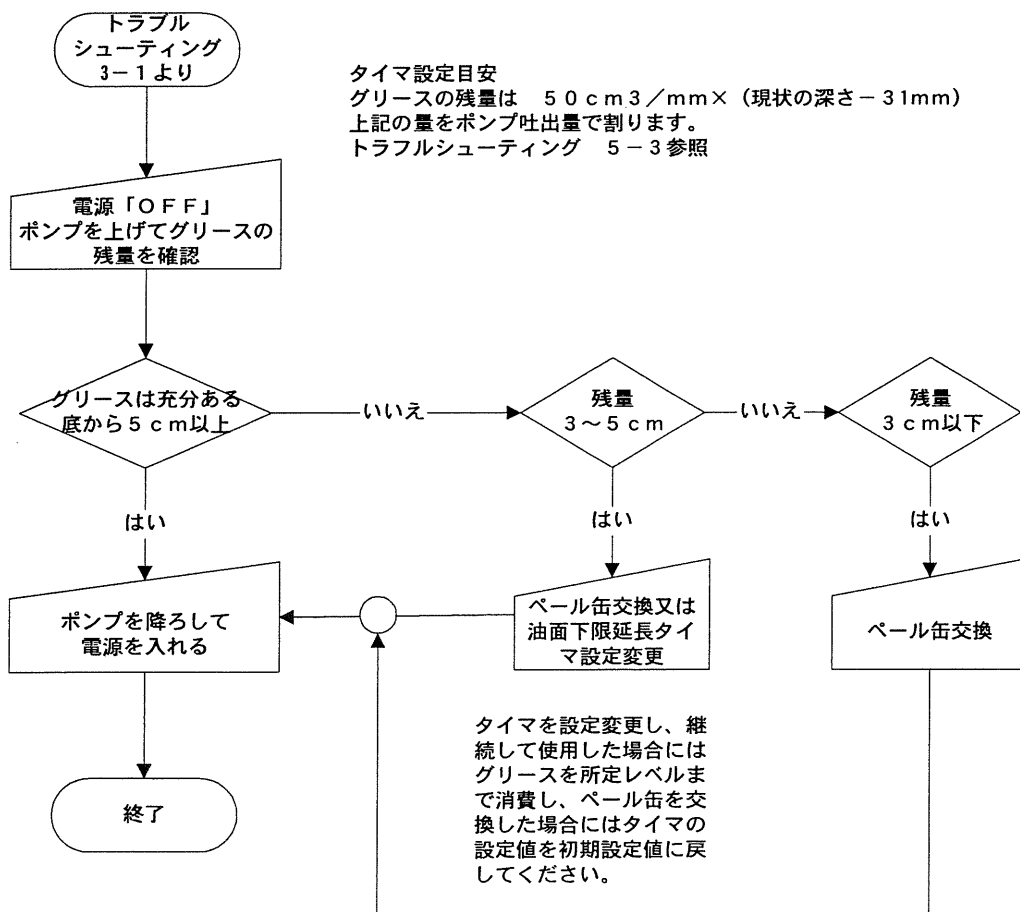 トラブル
シューティング
3－1より
タイマ設定目安
グリースの残量は　５０ｃｍ３／ｍｍ×（現状の深さ－31mm）
上記の量をポンプ吐出量で割ります。
トラフルシューティング　５－３参照
電源「ＯＦＦ」
ポンプを上げてグリースの
残量を確認
グリースは充分ある
底から５ｃｍ以上
いいえ
残量
３～５ｃｍ
いいえ
残量
３ｃｍ以下
はい
はい
はい
ポンプを降ろして
電源を入れる
ペール缶交換又は
油面下限延長タイ
マ設定変更
ペール缶交換
タイマを設定変更し、継
続して使用した場合には
グリースを所定レベルま
で消費し、ペール缶を交
換した場合にはタイマの
設定値を初期設定値に戻
してください。
終了